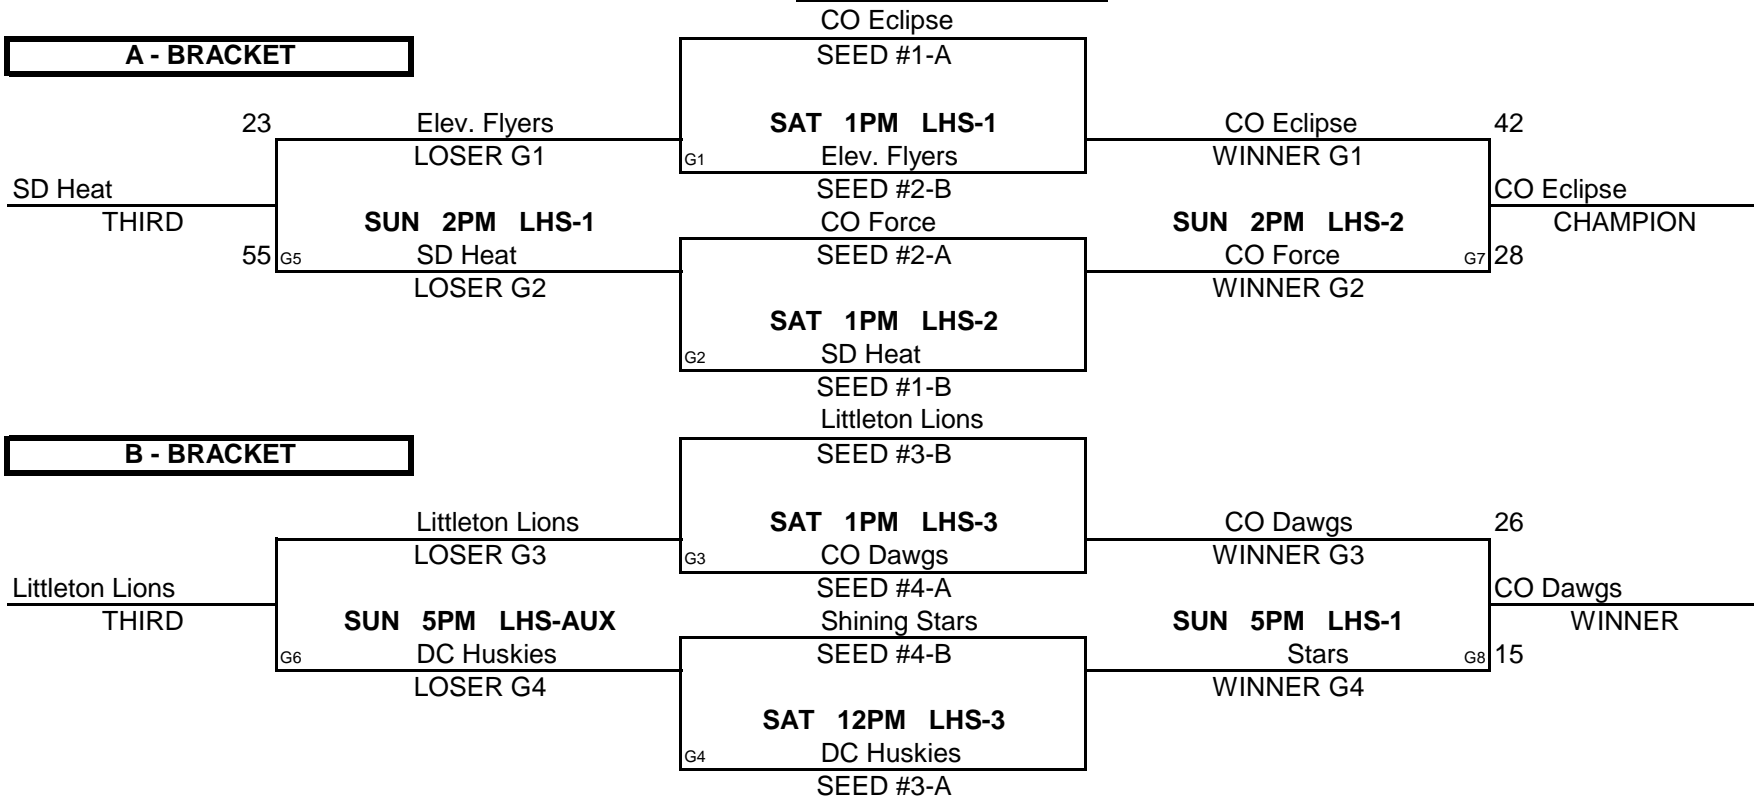 CO Eclipse
A - BRACKET SEED #1-A
23 Elev. Flyers SAT 1PM LHS-1 CO Eclipse 42
LOSER G1 G1 Elev. Flyers WINNER G1
SD Heat SEED #2-B CO Eclipse
THIRD SUN 2PM LHS-1 CO Force SUN 2PM LHS-2 CHAMPION
55 G5 SD Heat SEED #2-A CO Force G7 28
LOSER G2 WINNER G2
SAT 1PM LHS-2
G2 SD Heat
SEED #1-B
Littleton Lions
B - BRACKET SEED #3-B
Littleton Lions SAT 1PM LHS-3 CO Dawgs 26
LOSER G3 G3 CO Dawgs WINNER G3
Littleton Lions SEED #4-A CO Dawgs
THIRD SUN 5PM LHS-AUX Shining Stars SUN 5PM LHS-1 WINNER
G6 DC Huskies SEED #4-B Stars G8 15
LOSER G4 WINNER G4
SAT 12PM LHS-3
G4 DC Huskies
SEED #3-A